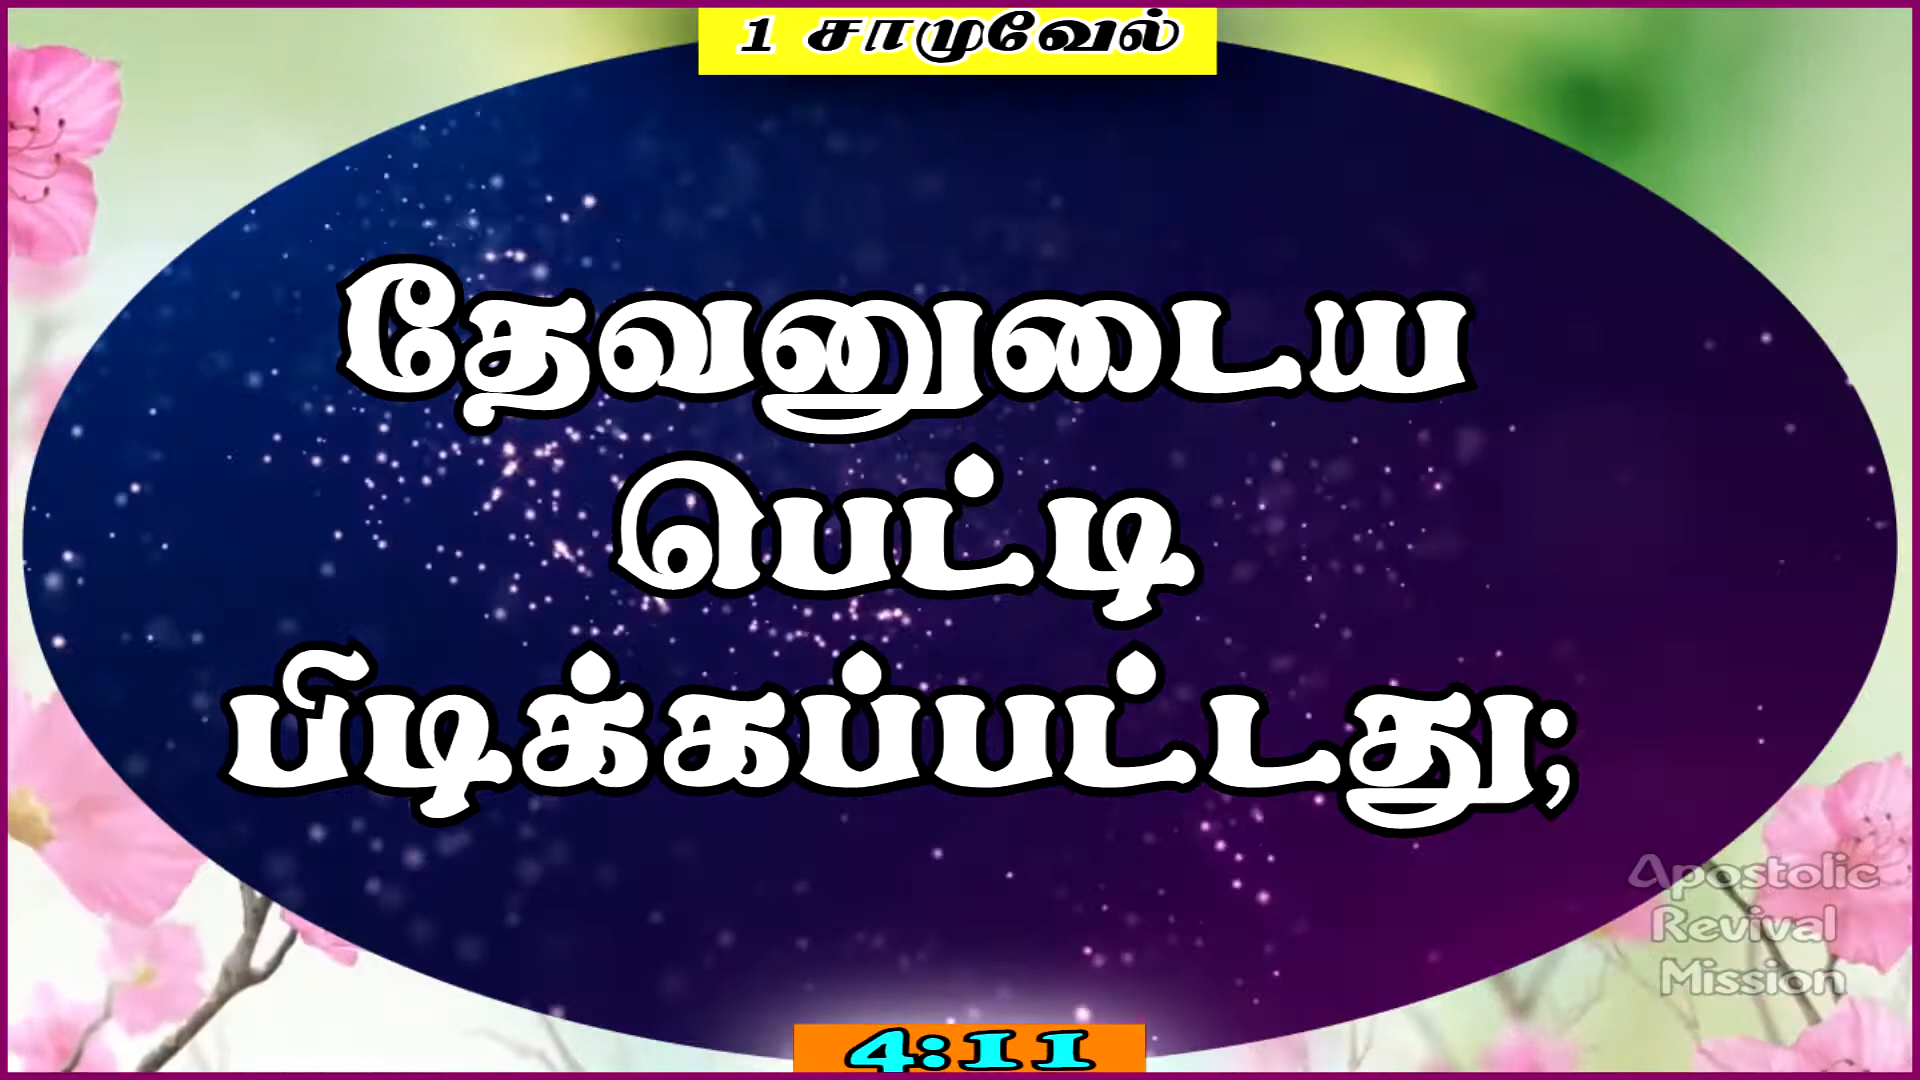 1 சாமுவேல்
தேவனுடைய
பெட்டி
பிடிக்கப்பட்டது;
Apostolic
Revival
Mission
4:11